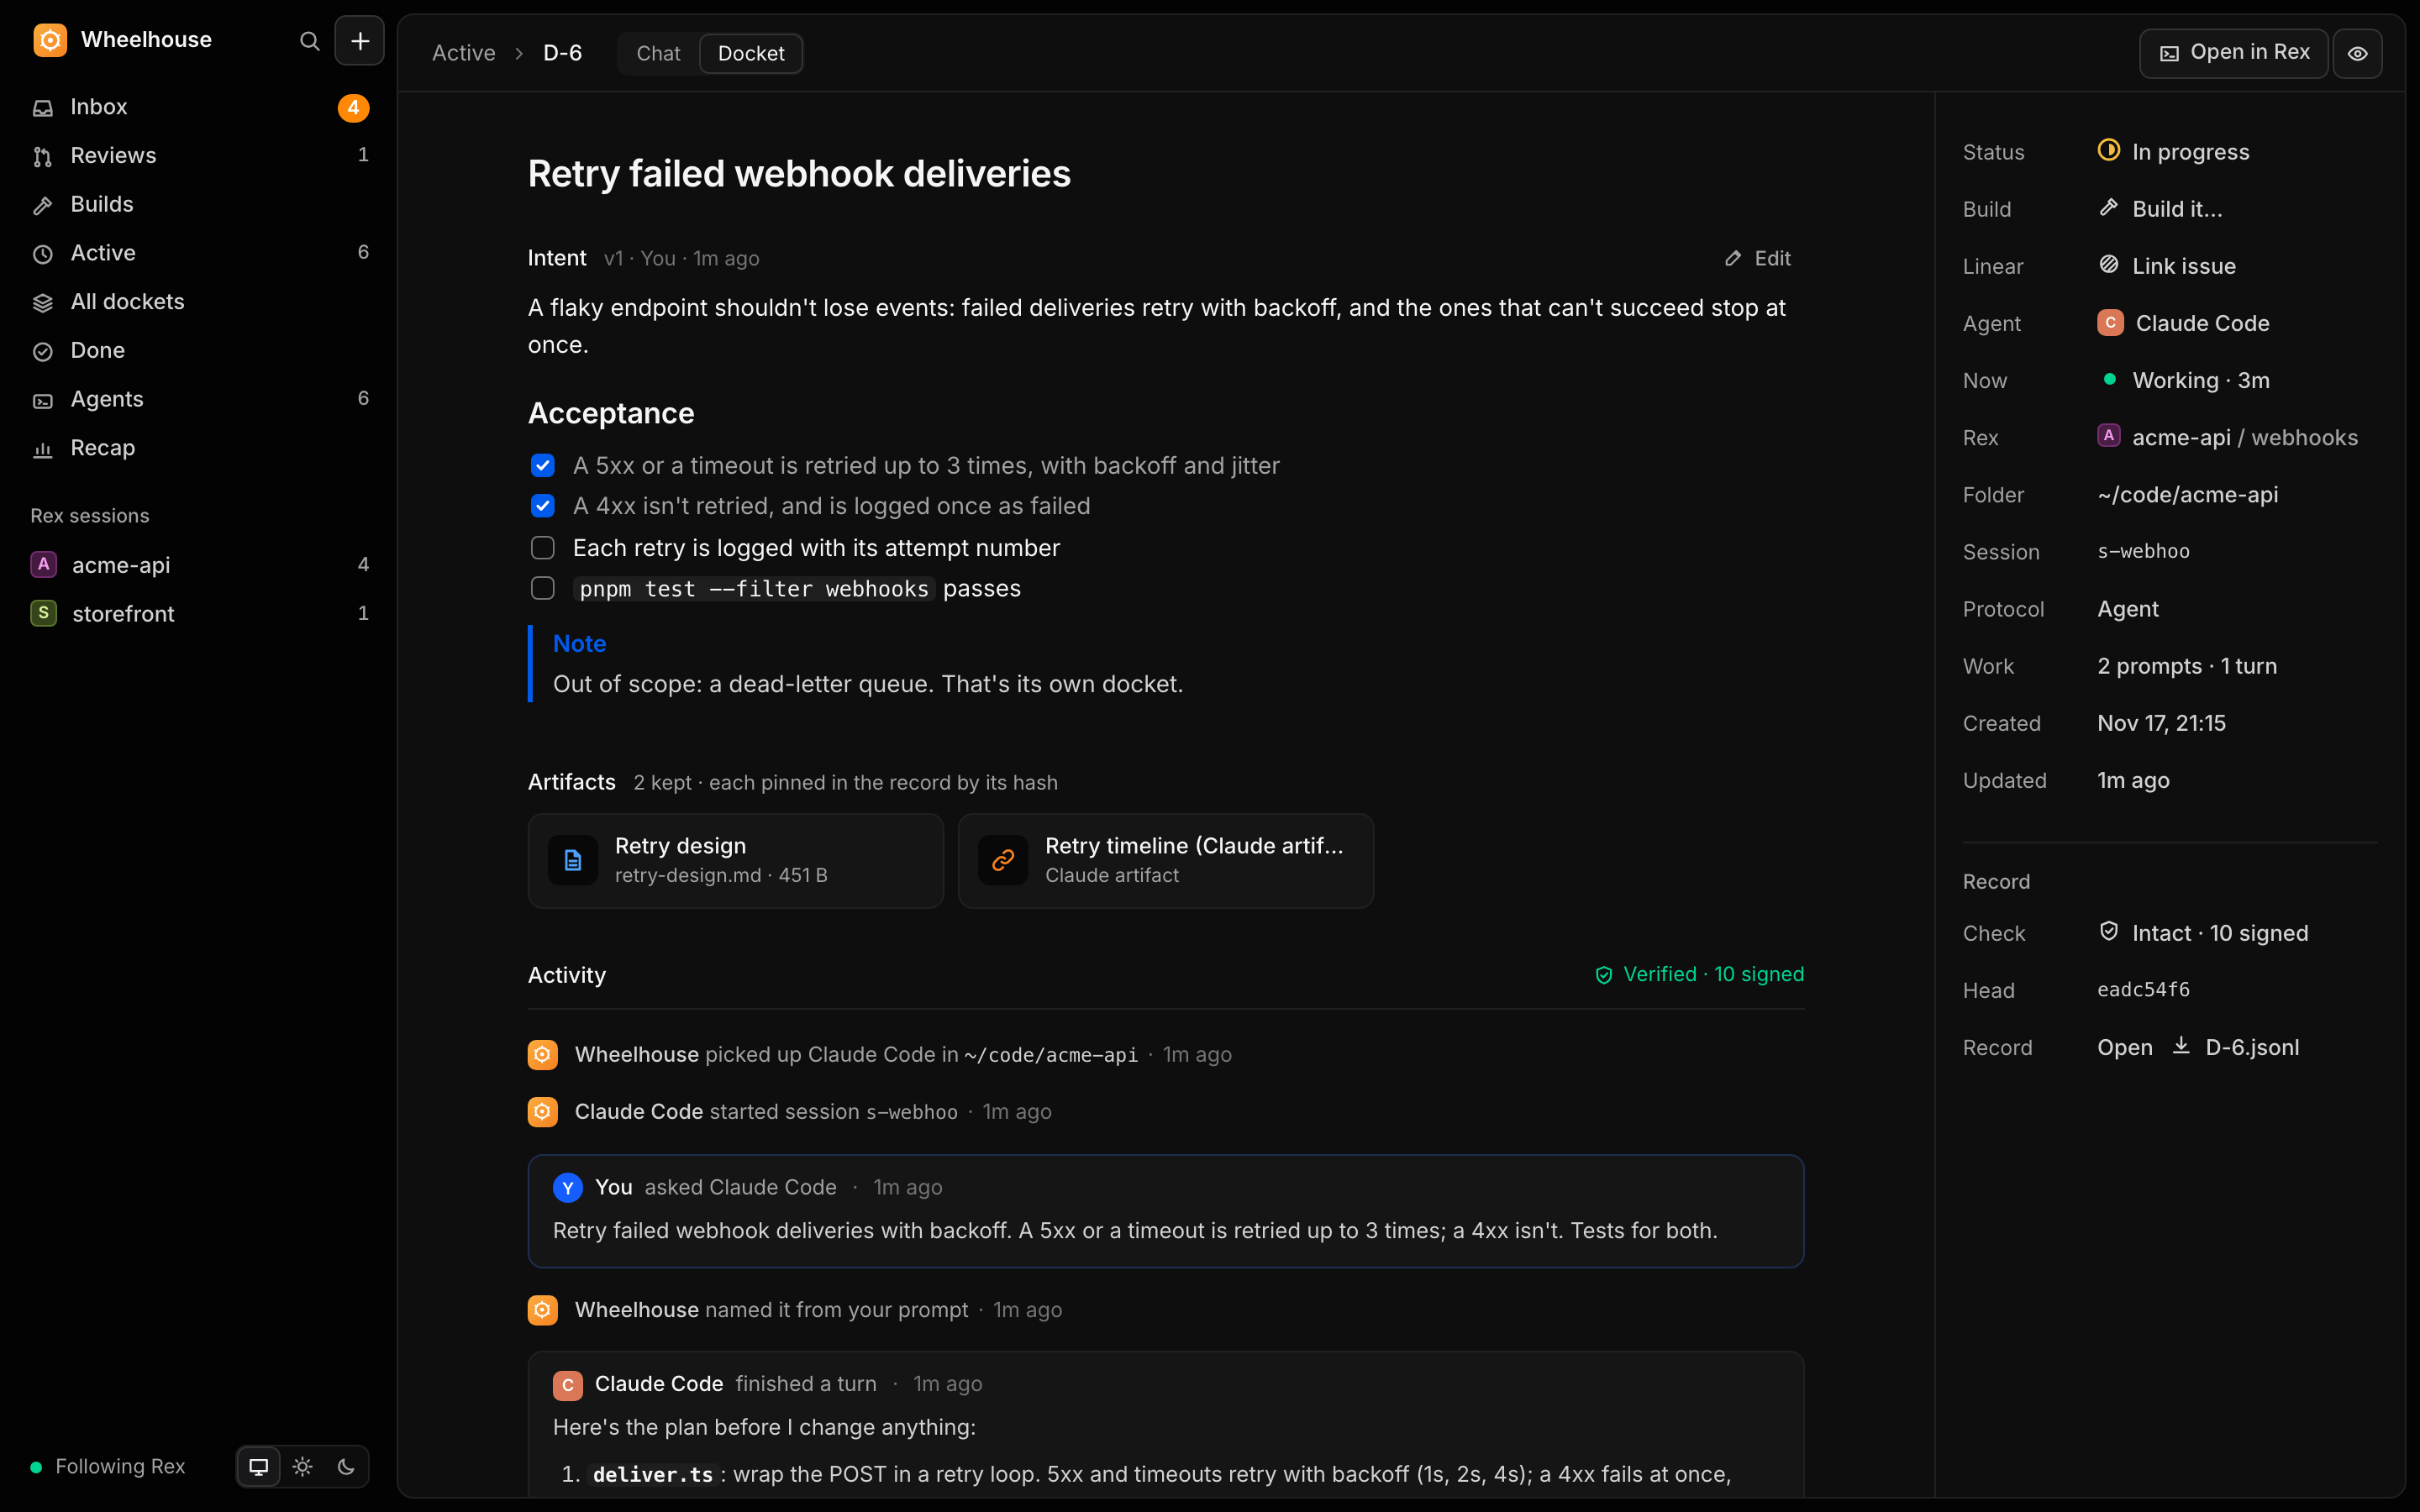 Wheelhouse
Inbox 4
Reviews 1
Builds
Active 6
All dockets
Done
Agents 6
Recap
Rex sessions
A acme-api 4
S storefront 1
Following Rex
Active > D-6 Chat Docket
Open in Rex
Retry failed webhook deliveries
Intent v1 · You · 1m ago Edit
A flaky endpoint shouldn't lose events: failed deliveries retry with backoff, and the ones that can't succeed stop at
once.
Acceptance
A 5xx or a timeout is retried up to 3 times, with backoff and jitter
A 4xx isn't retried, and is logged once as failed
Each retry is logged with its attempt number
pnpm test --filter webhooks passes
Note
Out of scope: a dead-letter queue. That's its own docket.
Artifacts 2 kept · each pinned in the record by its hash
Retry design
retry-design.md · 451 B
Retry timeline (Claude artif...
Claude artifact
Activity Verified · 10 signed
Wheelhouse picked up Claude Code in ~/code/acme-api · 1m ago
Claude Code started session s-webhoo · 1m ago
Y You asked Claude Code · 1m ago
Retry failed webhook deliveries with backoff. A 5xx or a timeout is retried up to 3 times; a 4xx isn't. Tests for both.
Wheelhouse named it from your prompt · 1m ago
C Claude Code finished a turn · 1m ago
Here's the plan before I change anything:
1. deliver.ts: wrap the POST in a retry loop. 5xx and timeouts retry with backoff (1s, 2s, 4s); a 4xx fails at once,
Status In progress
Build Build it...
Linear Link issue
Agent C Claude Code
Now Working · 3m
Rex A acme-api / webhooks
Folder ~/code/acme-api
Session s-webhoo
Protocol Agent
Work 2 prompts · 1 turn
Created Nov 17, 21:15
Updated 1m ago
Record
Check Intact · 10 signed
Head eadc54f6
Record Open D-6.jsonl